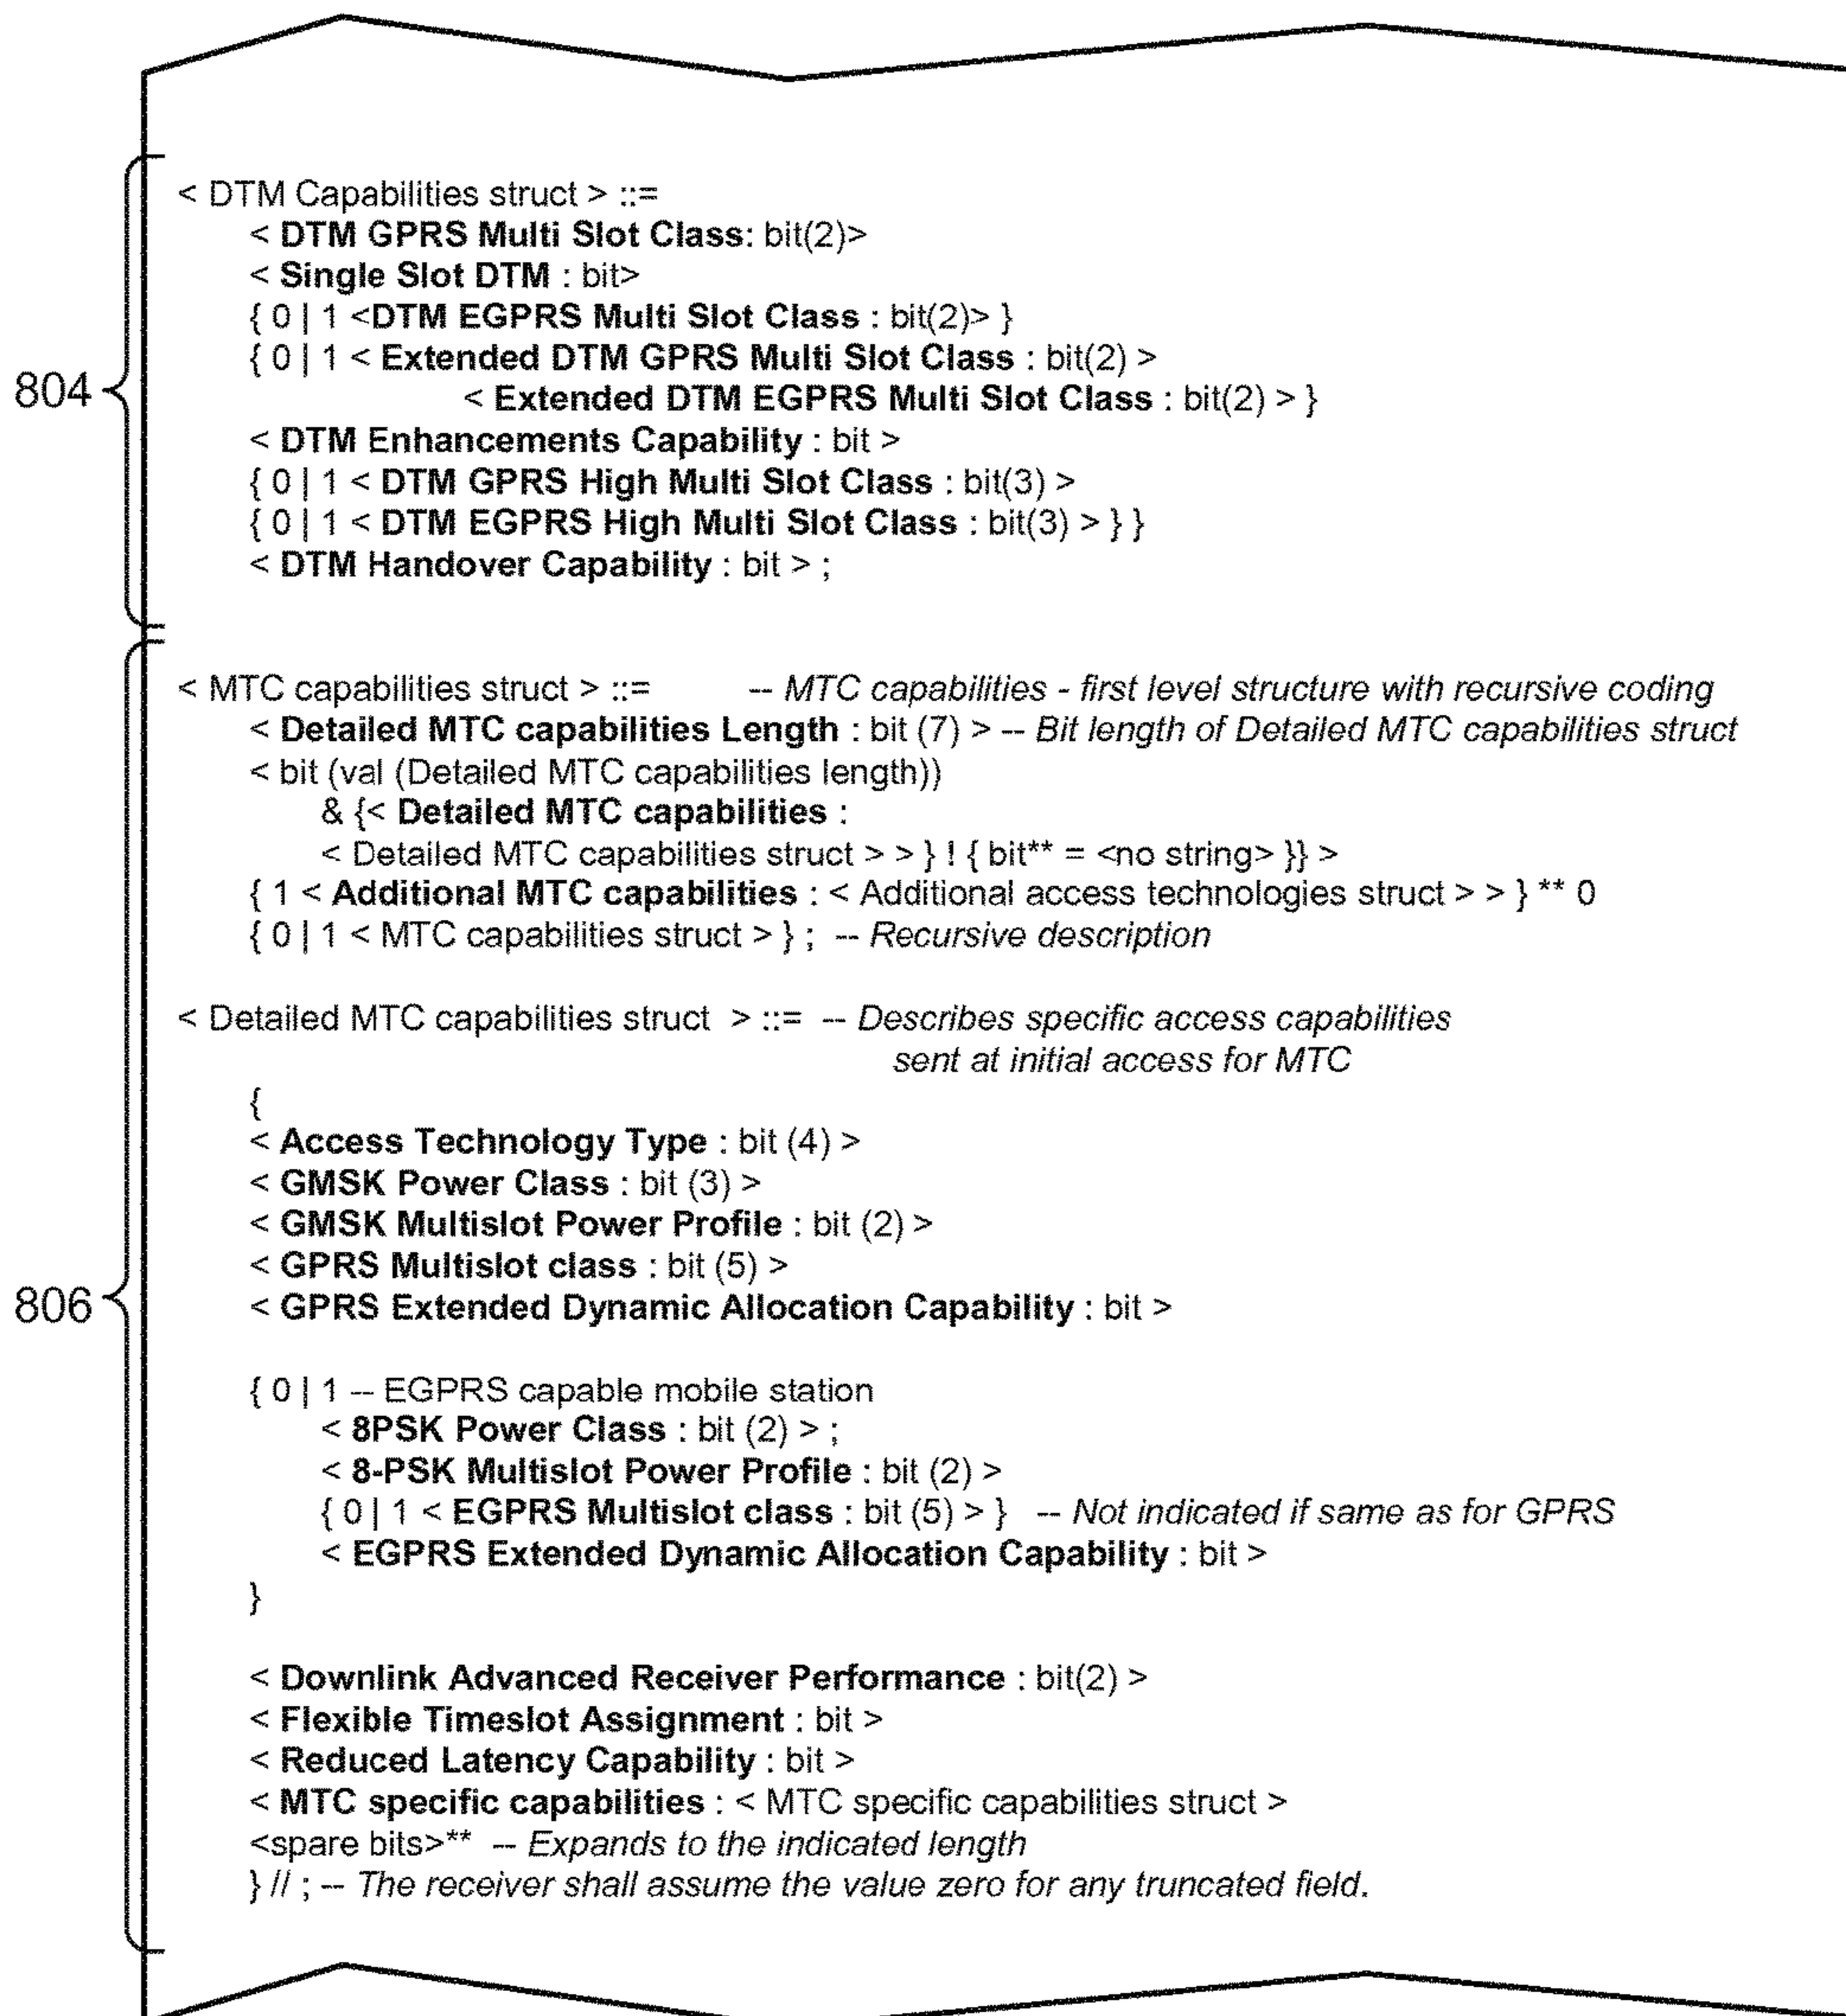 < DTM Capabilities struct > ::=
< DTM GPRS Multi Slot Class: bit(2)>
< Single Slot DTM : bit>
{ 0 | 1 <DTM EGPRS Multi Slot Class : bit(2)> }
{ 0 | 1 < Extended DTM GPRS Multi Slot Class : bit(2) >
804
< Extended DTM EGPRS Multi Slot Class : bit(2) > }
< DTM Enhancements Capability : bit >
{ 0 | 1 < DTM GPRS High Multi Slot Class : bit(3) >
{ 0 | 1 < DTM EGPRS High Multi Slot Class : bit(3) > } }
< DTM Handover Capability : bit > ;
< MTC capabilities struct > ::= -- MTC capabilities - first level structure with recursive coding
< Detailed MTC capabilities Length : bit (7) > -- Bit length of Detailed MTC capabilities struct
< bit (val (Detailed MTC capabilities length))
& {< Detailed MTC capabilities :
< Detailed MTC capabilities struct > > } ! { bit** = <no string> }} >
{ 1 < Additional MTC capabilities : < Additional access technologies struct > > } ** 0
{ 0 | 1 < MTC capabilities struct > } ; -- Recursive description
< Detailed MTC capabilities struct > ::= -- Describes specific access capabilities
sent at initial access for MTC
{
< Access Technology Type : bit (4) >
< GMSK Power Class : bit (3) >
< GMSK Multislot Power Profile : bit (2) >
< GPRS Multislot class : bit (5) >
806
< GPRS Extended Dynamic Allocation Capability : bit >
{ 0 | 1 -- EGPRS capable mobile station
< 8PSK Power Class : bit (2) > ;
< 8-PSK Multislot Power Profile : bit (2) >
{ 0 | 1 < EGPRS Multislot class : bit (5) > } -- Not indicated if same as for GPRS
< EGPRS Extended Dynamic Allocation Capability : bit >
}
< Downlink Advanced Receiver Performance : bit(2) >
< Flexible Timeslot Assignment : bit >
< Reduced Latency Capability : bit >
< MTC specific capabilities : < MTC specific capabilities struct >
<spare bits>** -- Expands to the indicated length
} // ; -- The receiver shall assume the value zero for any truncated field.